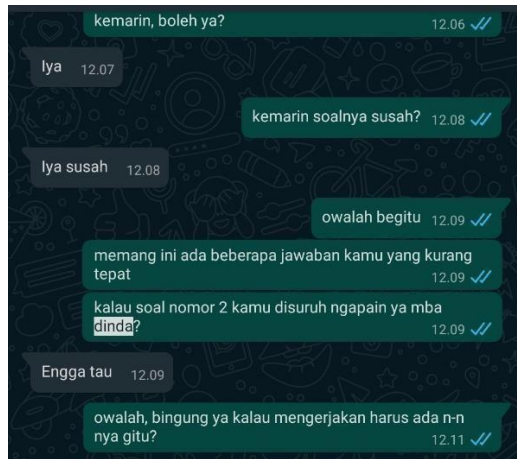 kemarin, boleh ya?
12.06
Iya 12.07
kemarin soalnya susah? 12.08
Iya susah 12.08
owalah begitu 12.09
memang ini ada beberapa jawaban kamu yang kurang
tepat 12.09
kalau soal nomor 2 kamu disuruh ngapain ya mba
dinda? 12.09
Engga tau 12.09
owalah, bingung ya kalau mengerjakan harus ada n-n
nya gitu? 12.11